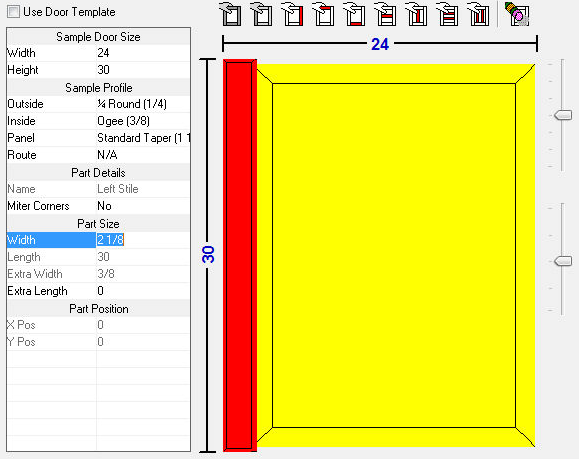 Use Door Template
Sample Door Size
Width 24
Height 30
Sample Profile
Outside ¼ Round (1/4)
Inside Ogee (3/8)
Panel Standard Taper (1 1
Route N/A
Part Details
Name Left Stile
Miter Corners No
Part Size
Width 2 1/8
Length 30
Extra Width 3/8
Extra Length 0
Part Position
X Pos 0
Y Pos 0
24
30